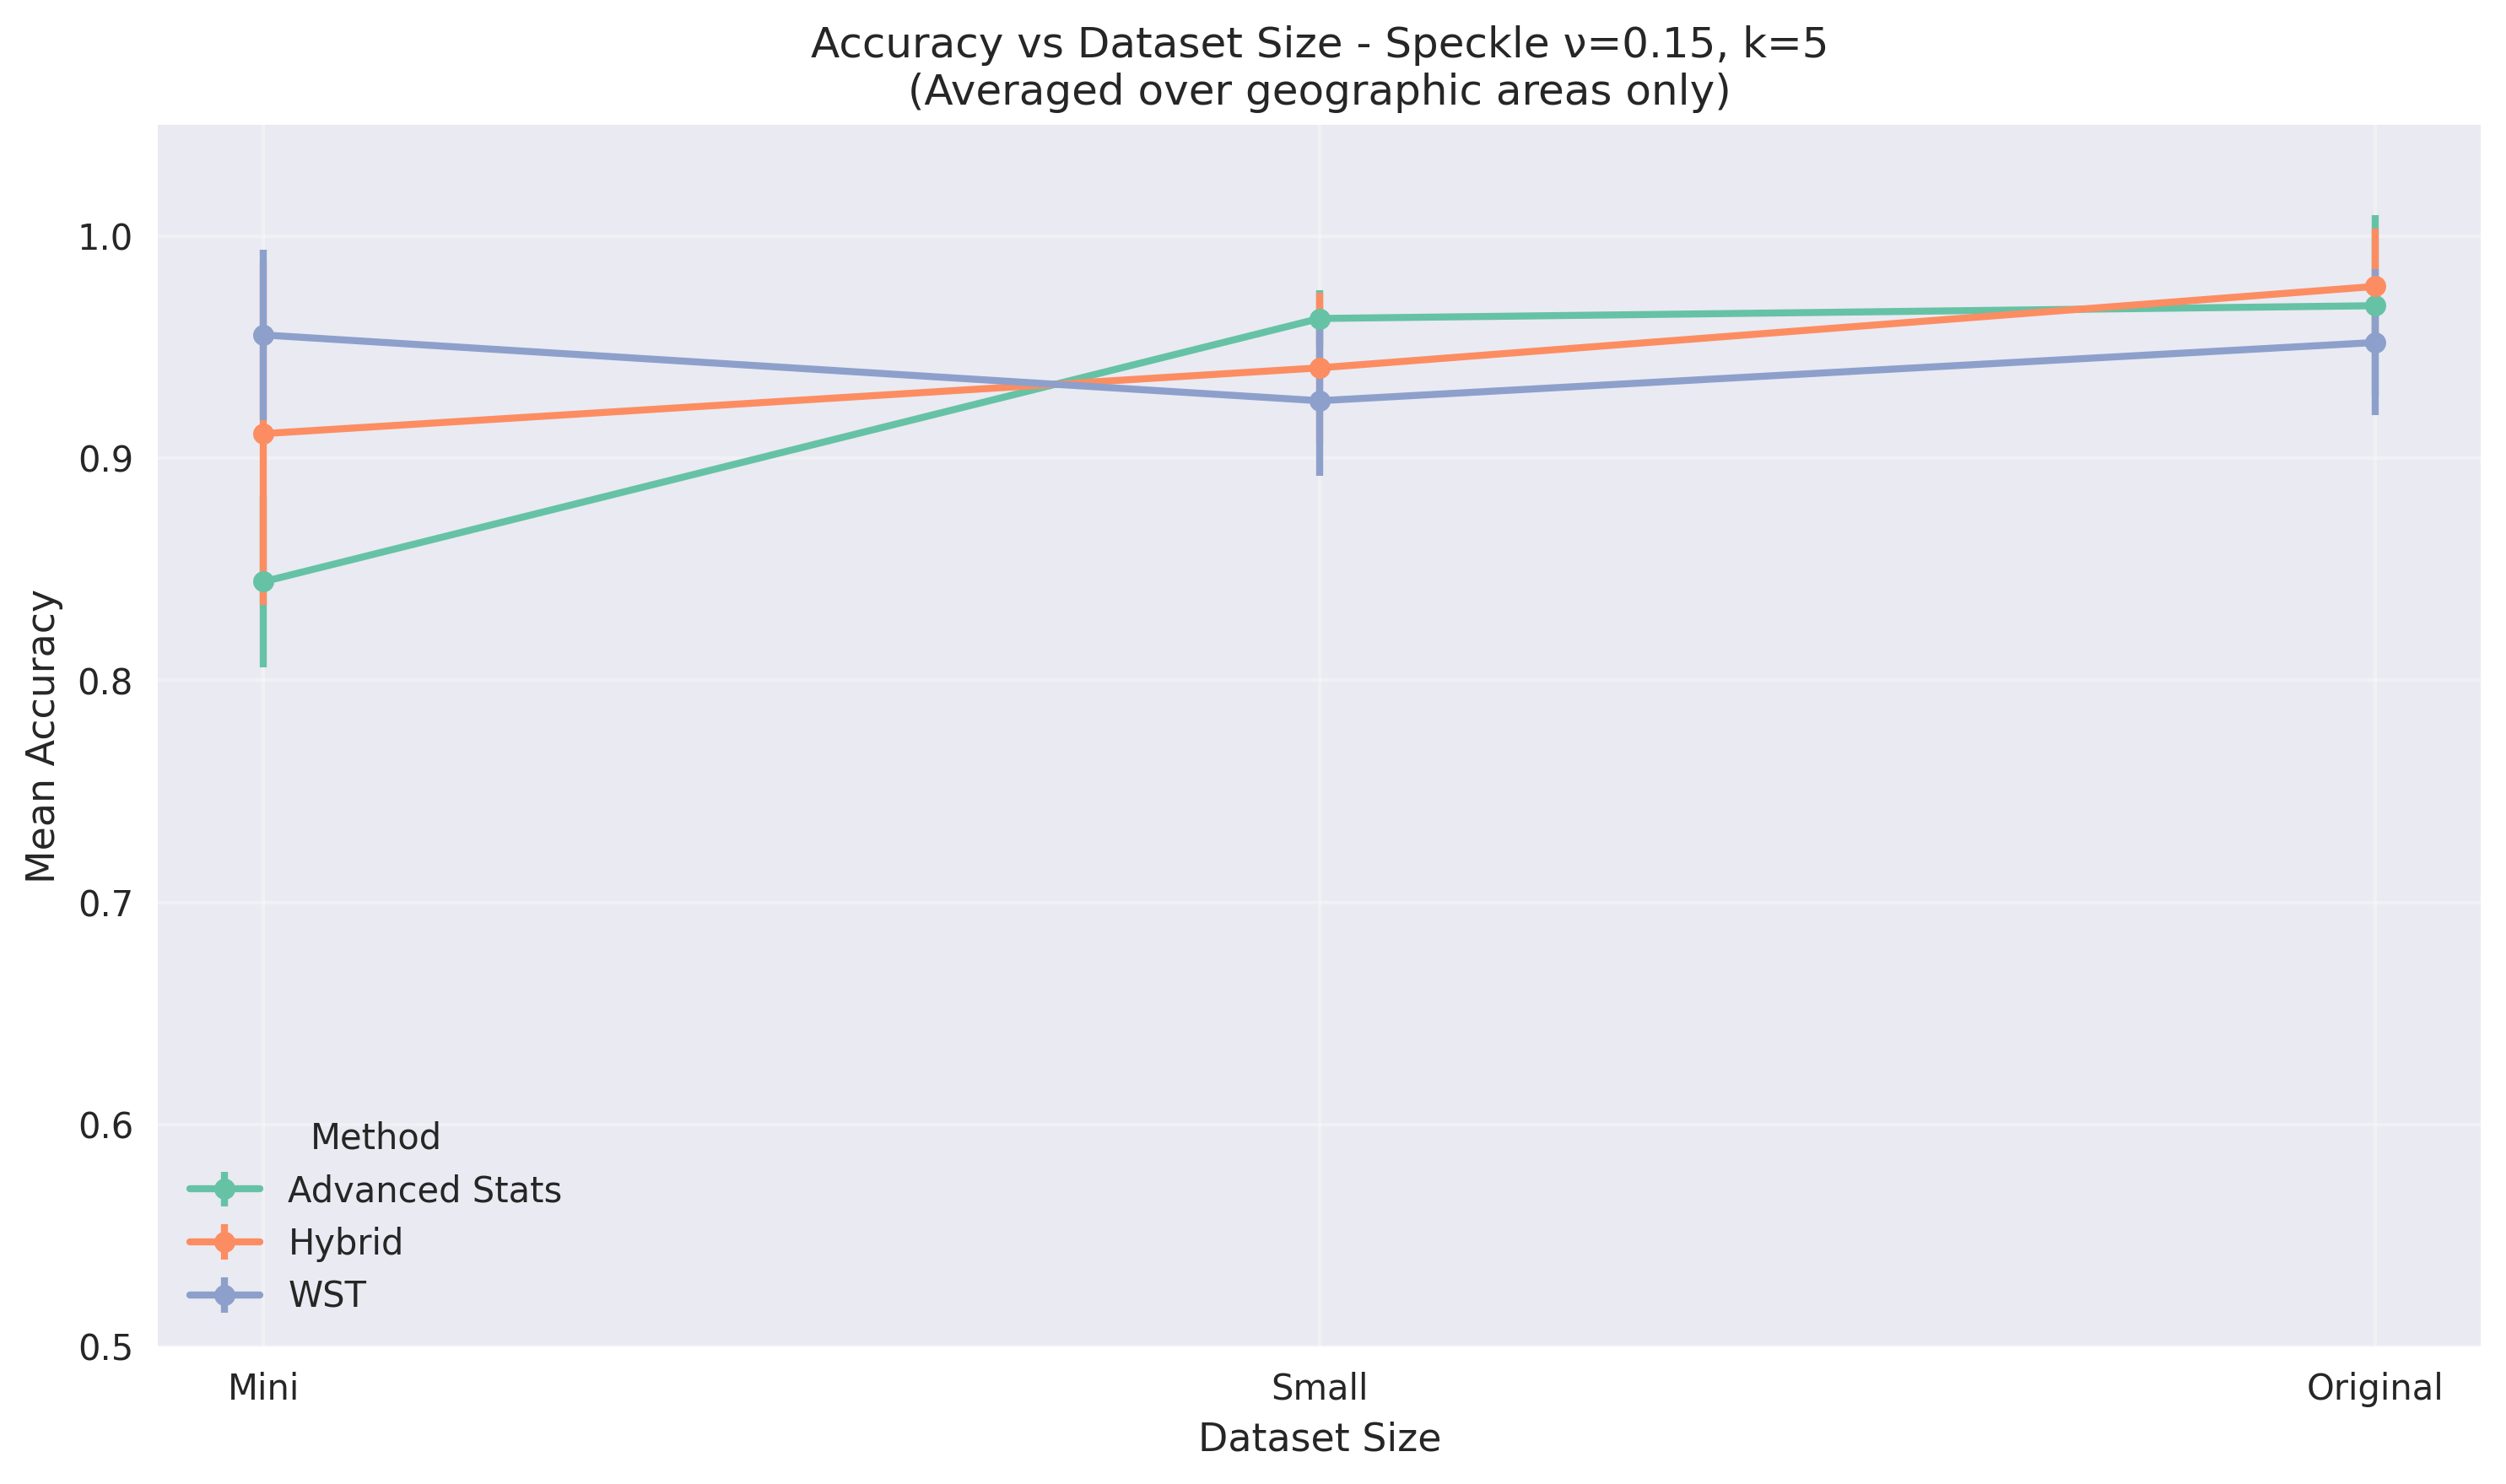 Accuracy vs Dataset Size - Speckle ν=0.15, k=5
(Averaged over geographic areas only)
Mean Accuracy
1.0
0.9
0.8
0.7
0.6
0.5
Method
Advanced Stats
Hybrid
WST
Mini
Small
Original
Dataset Size